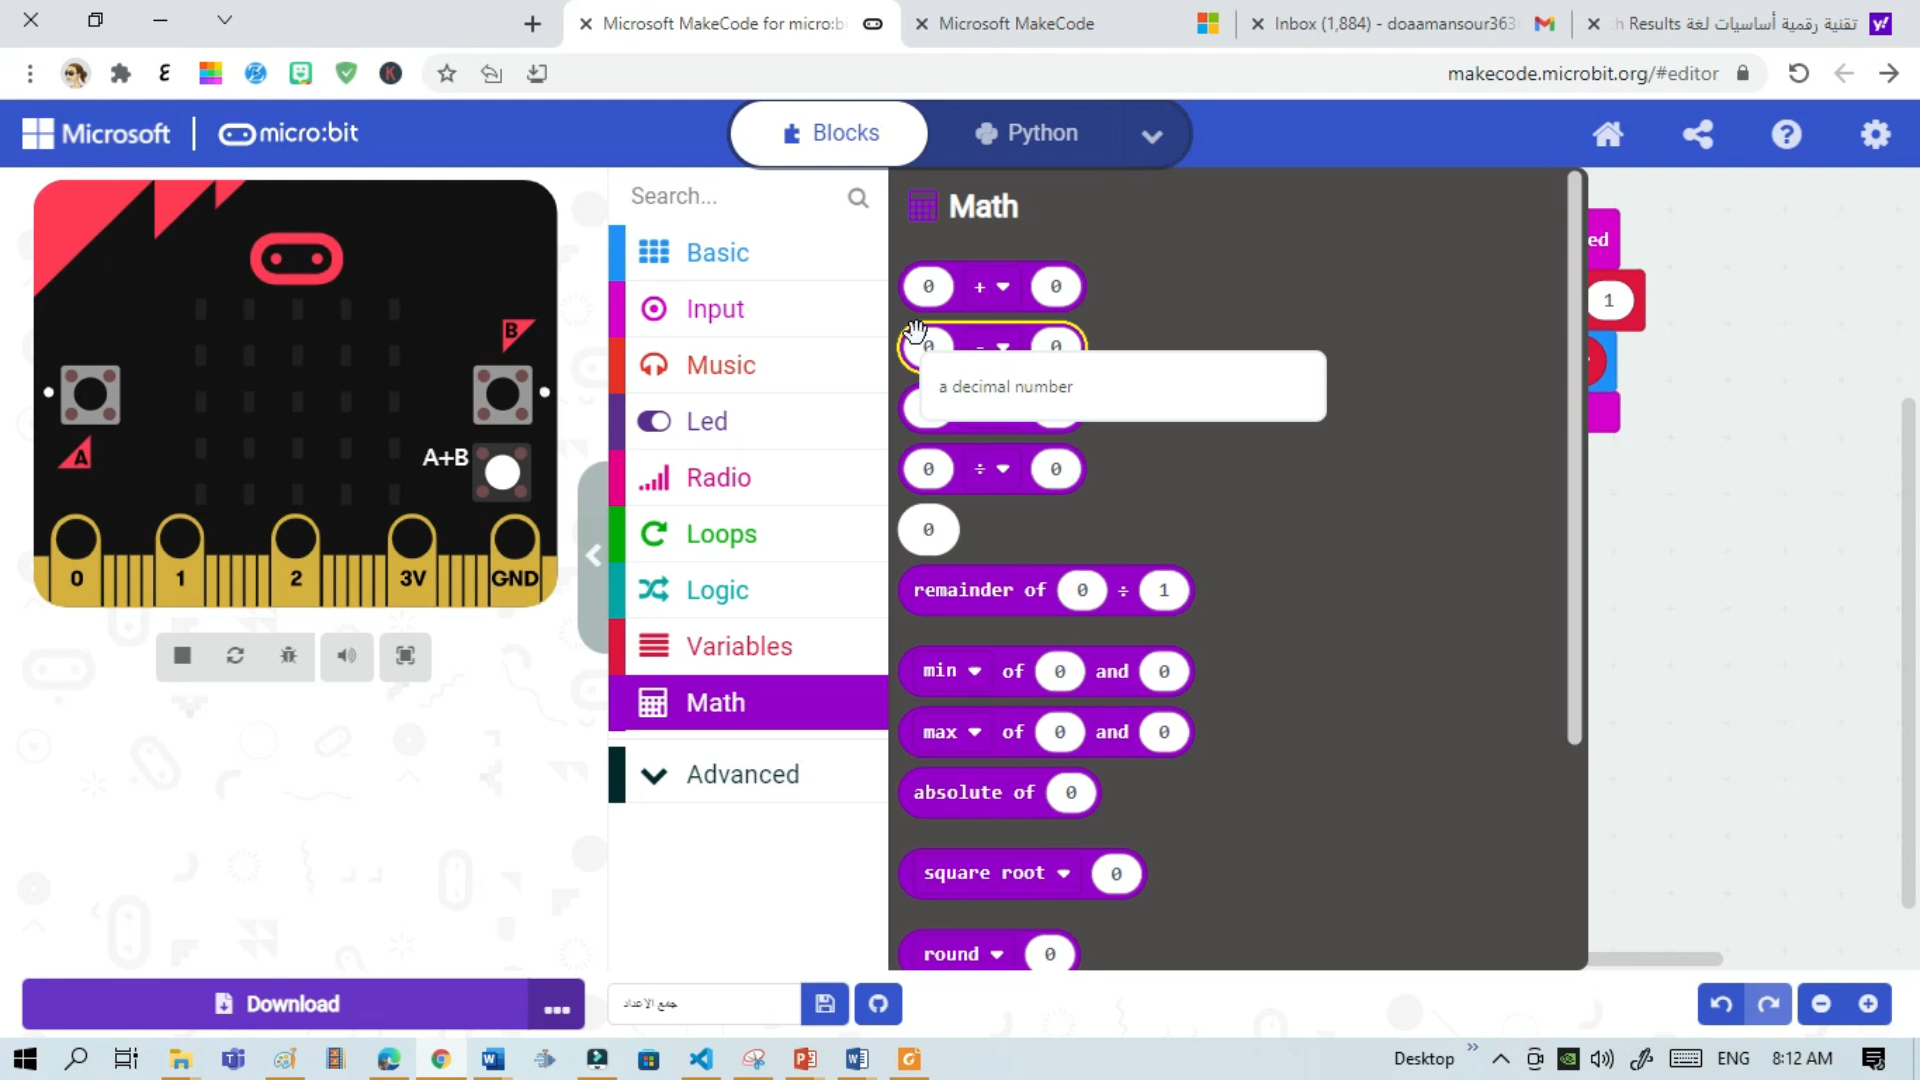 Microsoft MakeCode for micro:bi
Microsoft MakeCode
Inbox (1,884) - doaamansour363
h Results تقنية رقمية أساسيات لغة
makecode.microbit.org/#editor
Microsoft
micro:bit
Blocks
Python
Search...
Basic
Input
Music
Led
Radio
Loops
Logic
Variables
Math
Advanced
Math
0 + 0
0 - 0
a decimal number
0 ÷ 0
0
remainder of 0 ÷ 1
min of 0 and 0
max of 0 and 0
absolute of 0
square root 0
round 0
ed
1
B
A
A+B
0 1 2 3V GND
Download
...
جمع الاعداد
Desktop
ENG
8:12 AM